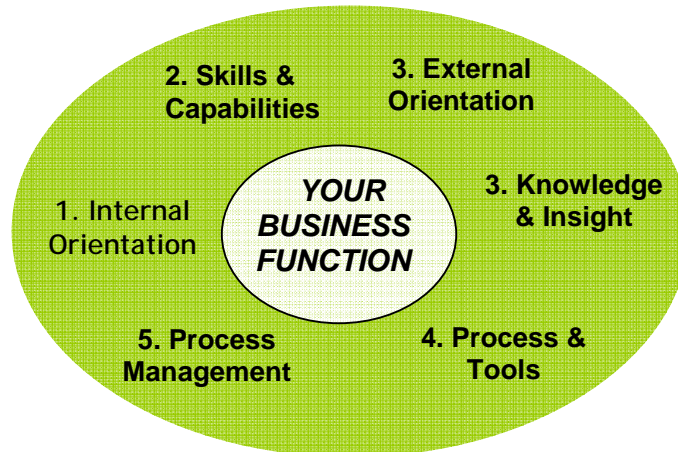 2. Skills &
Capabilities
3. External
Orientation
1. Internal
Orientation
YOUR
BUSINESS
FUNCTION
3. Knowledge
& Insight
5. Process
Management
4. Process &
Tools